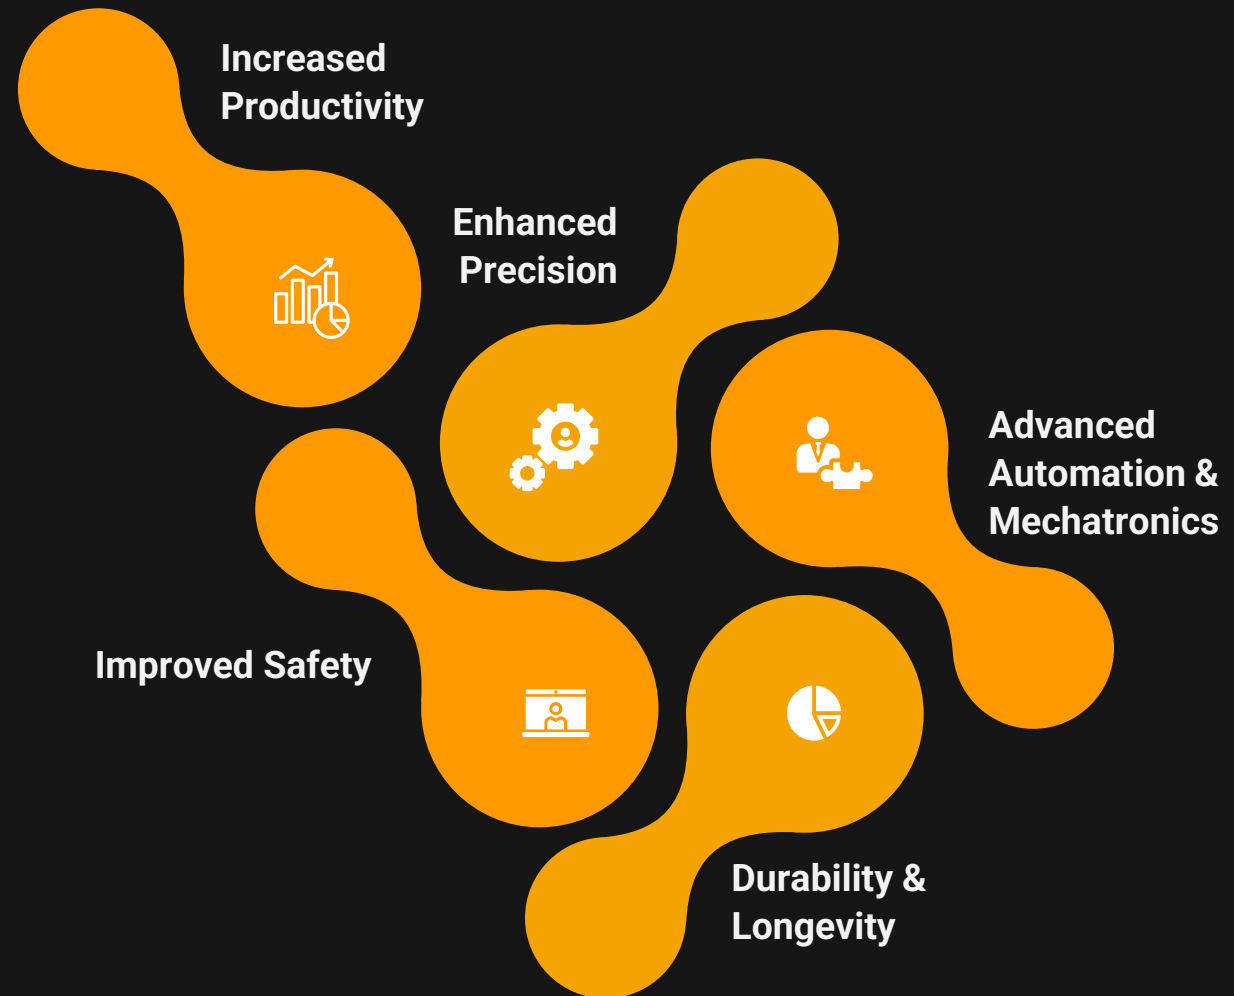 Increased
Productivity
Enhanced
Precision
Advanced
Automation &
Mechatronics
Improved Safety
Durability &
Longevity